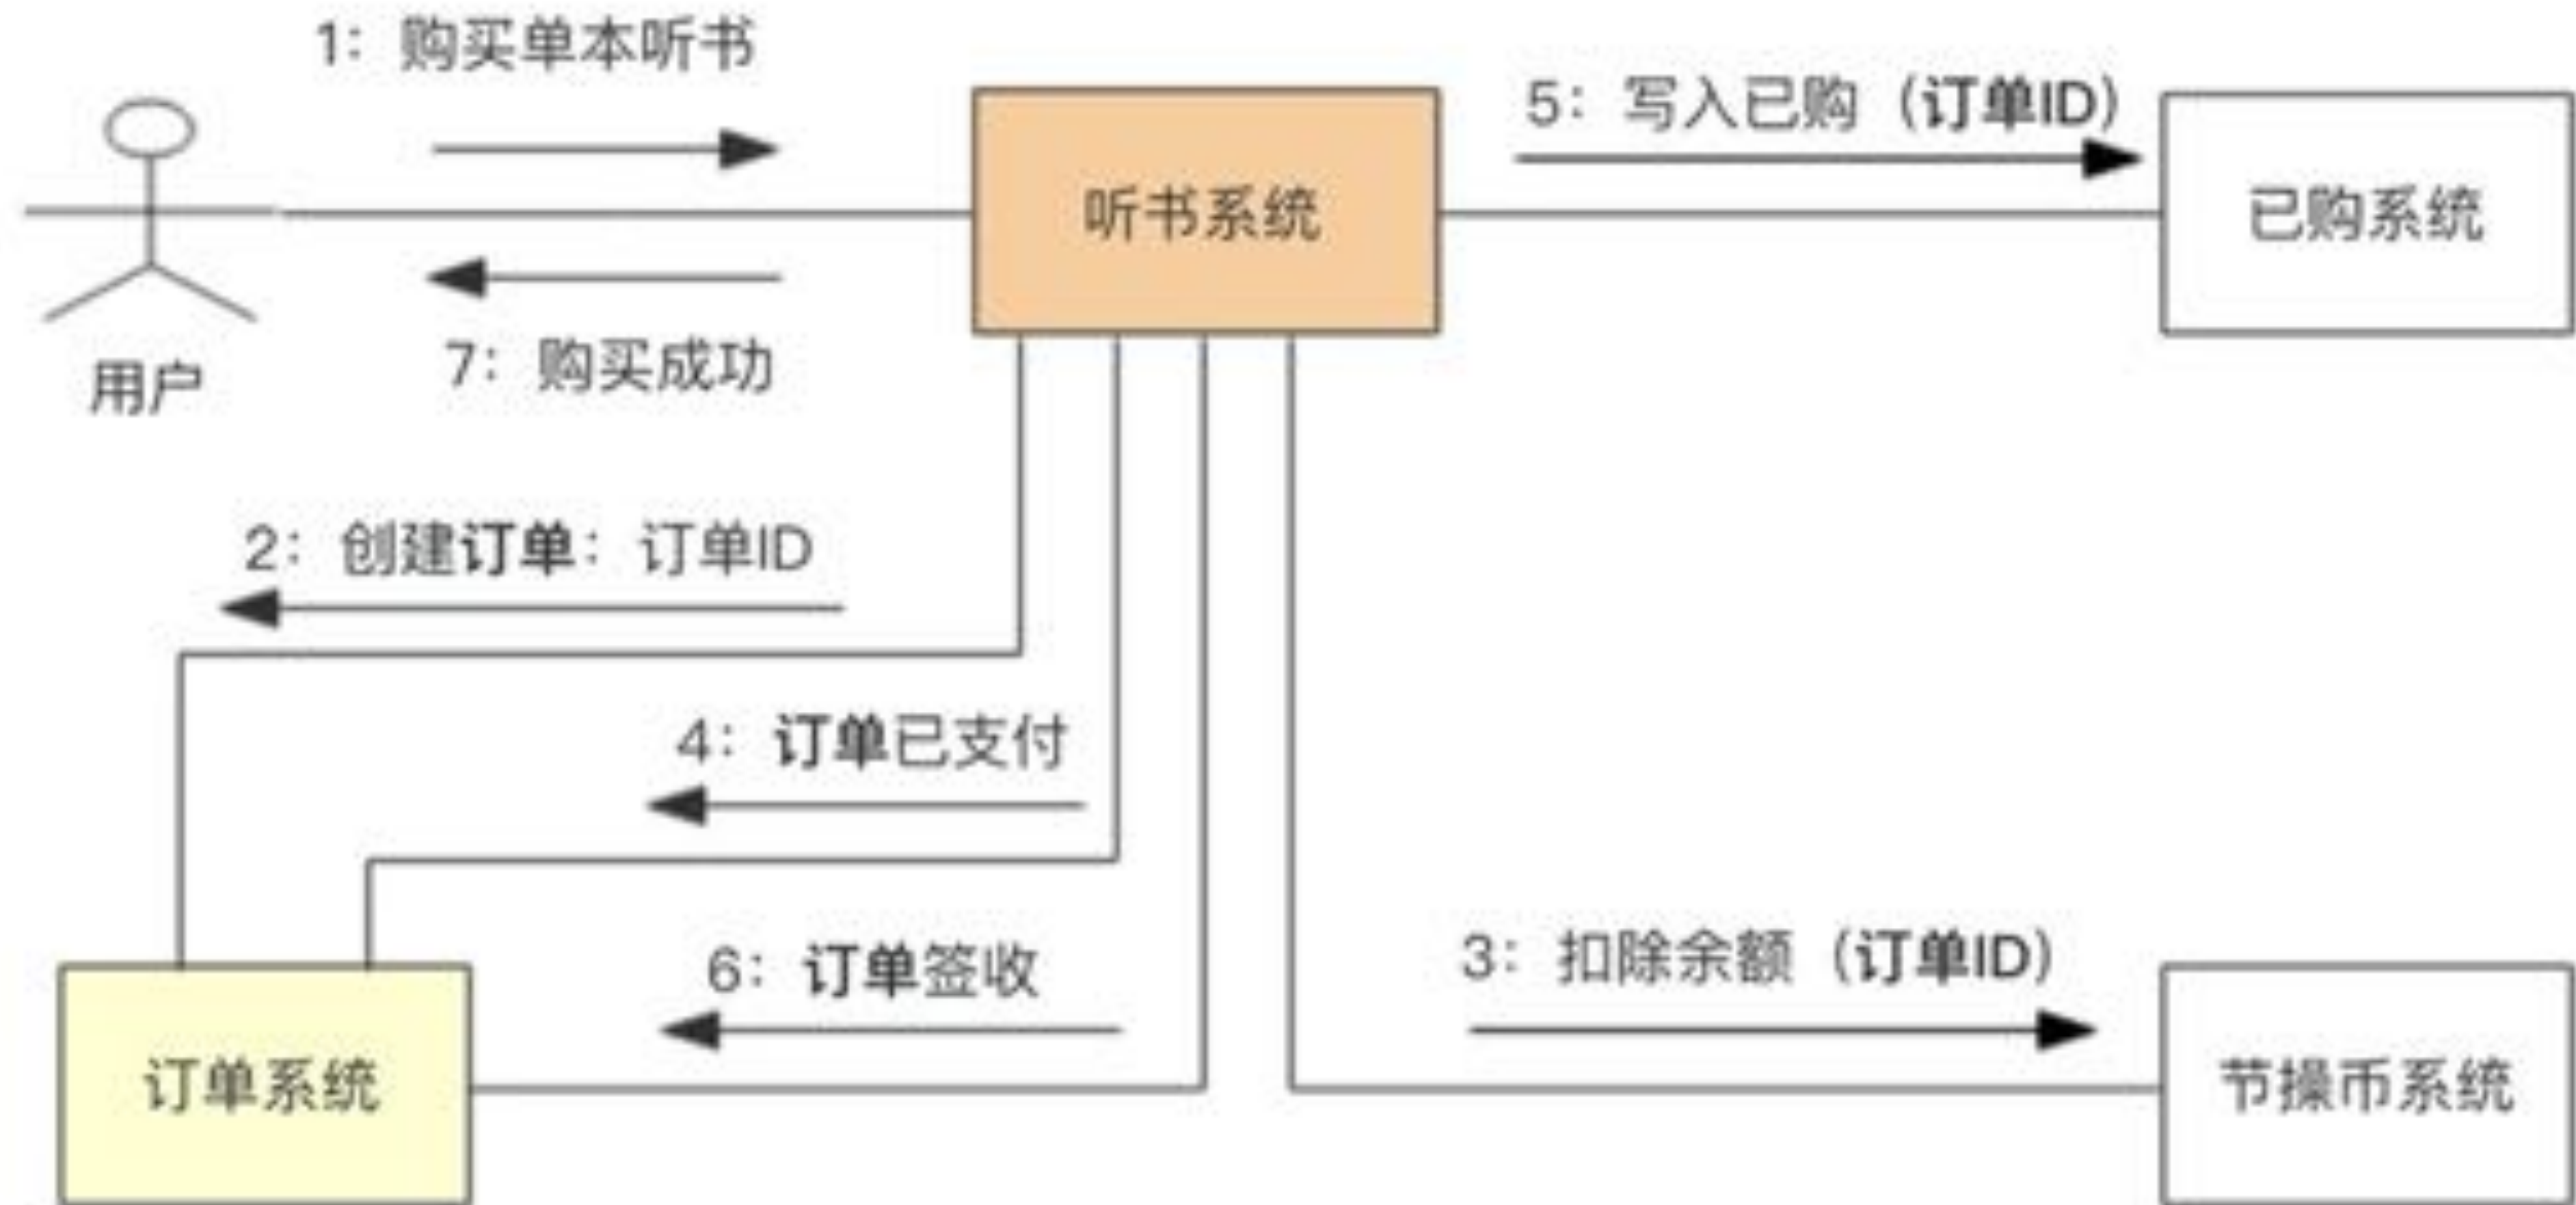 1：购买单本听书
5：写入已购（订单ID）
听书系统
已购系统
7：购买成功
用户
2：创建订单：订单ID
4：订单已支付
6：订单签收
3：扣除余额（订单ID）
订单系统
节操币系统